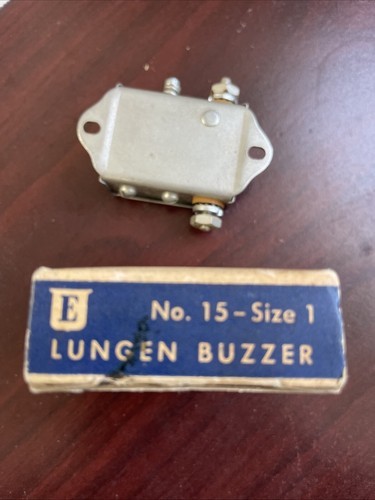 E
No. 15 – Size 1
LUNGEN BUZZER